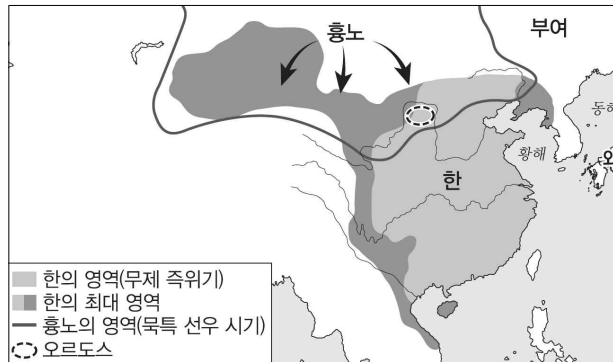 흉노
부여
동해
황해
한
한의 영역(무제 즉위기)
한의 최대 영역
흉노의 영역(묵특 선우 시기)
오르도스